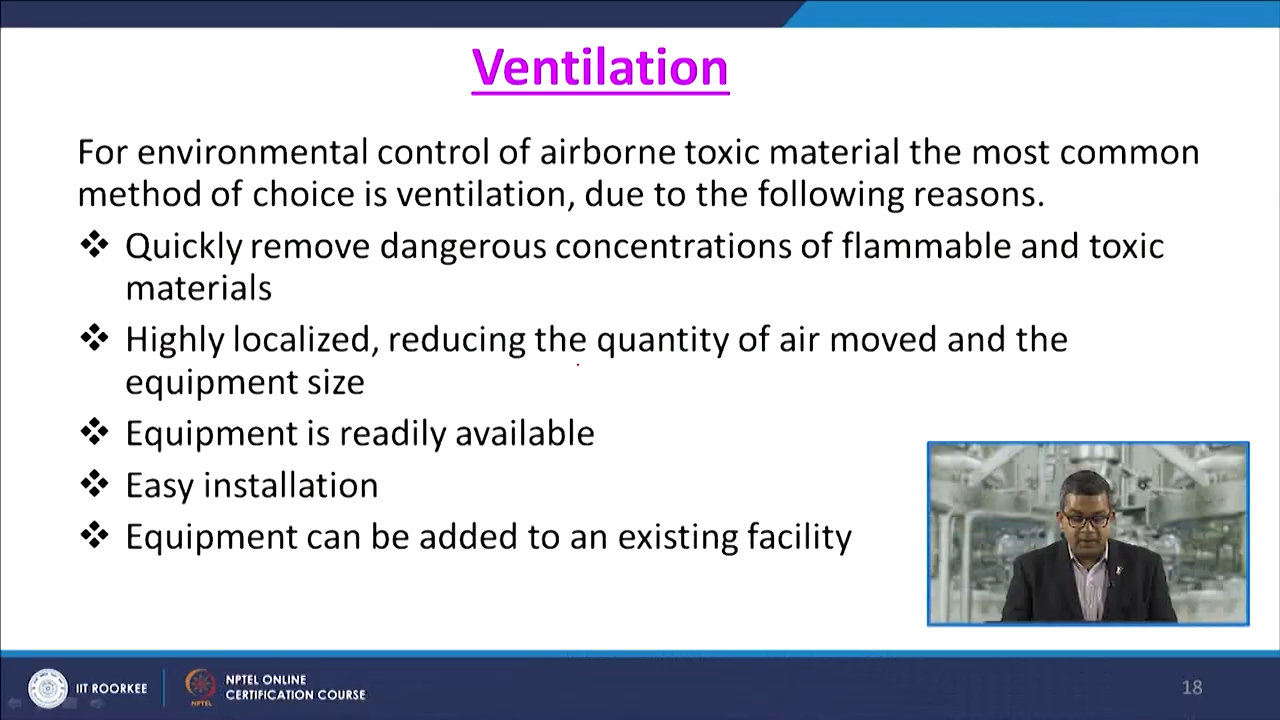 Ventilation
For environmental control of airborne toxic material the most common
method of choice is ventilation, due to the following reasons.
❖ Quickly remove dangerous concentrations of flammable and toxic
materials
❖ Highly localized, reducing the quantity of air moved and the
equipment size
❖ Equipment is readily available
❖ Easy installation
❖ Equipment can be added to an existing facility
IIT ROORKEE
NPTEL
NPTEL ONLINE
CERTIFICATION COURSE
18